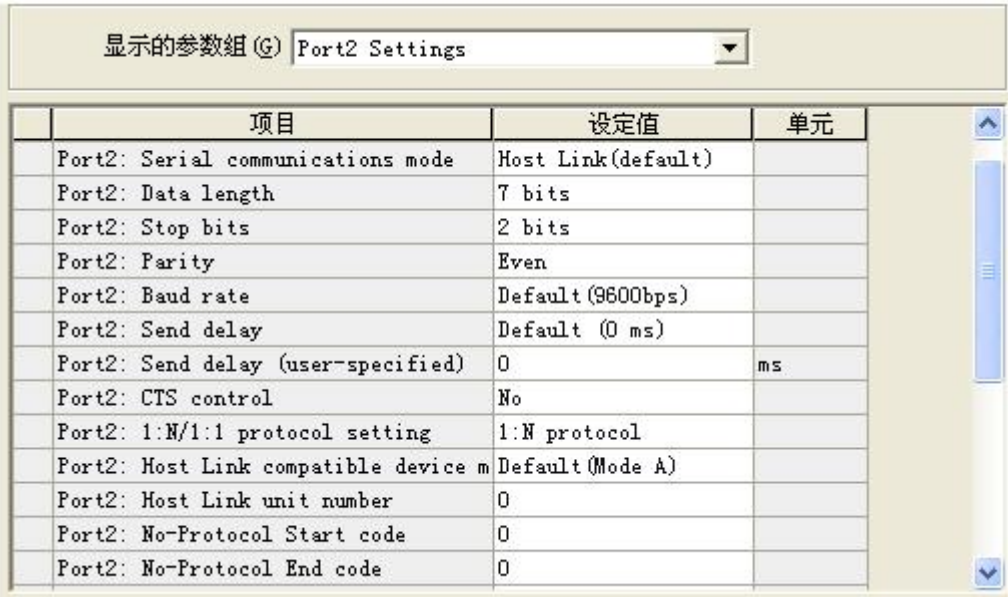 显示的参数组(G) Port2 Settings
项目 设定值 单元
Port2: Serial communications mode Host Link(default)
Port2: Data length 7 bits
Port2: Stop bits 2 bits
Port2: Parity Even
Port2: Baud rate Default(9600bps)
Port2: Send delay Default (0 ms)
Port2: Send delay (user-specified) 0 ms
Port2: CTS control No
Port2: 1:N/1:1 protocol setting 1:N protocol
Port2: Host Link compatible device m Default(Mode A)
Port2: Host Link unit number 0
Port2: No-Protocol Start code 0
Port2: No-Protocol End code 0